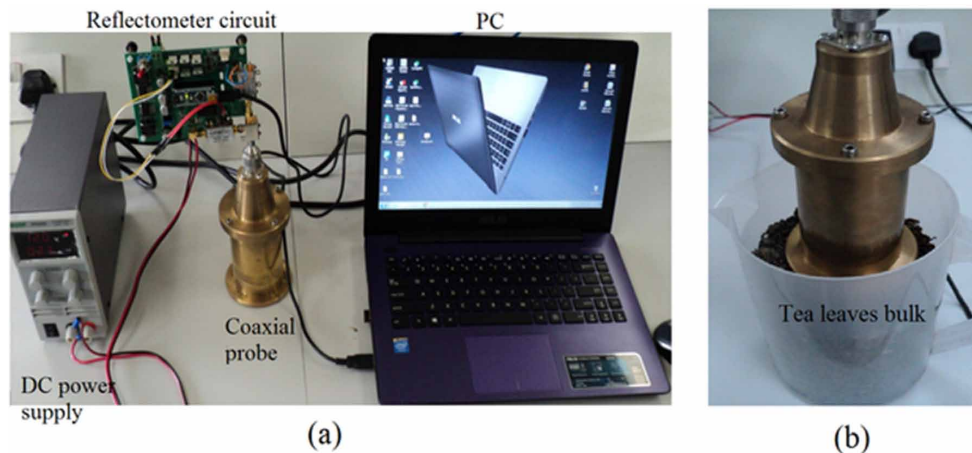 Reflectometer circuit
PC
Coaxial
probe
DC power
supply
Tea leaves bulk
(a)
(b)